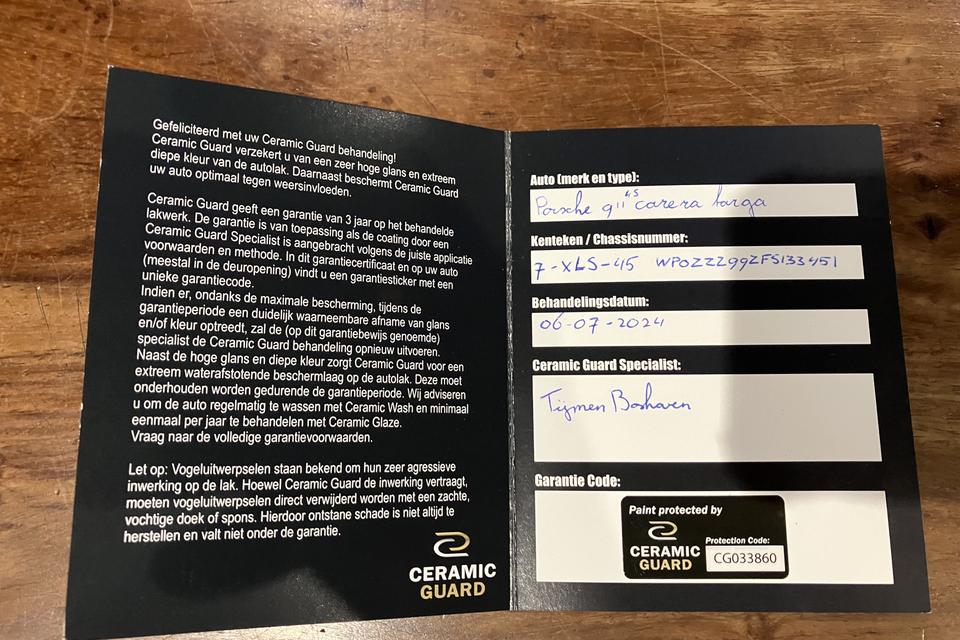 Gefeliciteerd met uw Ceramic Guard behandeling!
Ceramic Guard verzekert u van een zeer hoge glans en extreem
diepe kleur van de autolak. Daarnaast beschermt Ceramic Guard
uw auto optimaal tegen weersinvloeden.
Ceramic Guard geeft een garantie van 3 jaar op het behandelde
lakwerk. De garantie is van toepassing als de coating door een
Ceramic Guard Specialist is aangebracht volgens de juiste applicatie
voorwaarden en methode. In dit garantiecertificaat en op uw auto
(meestal in de deuropening) vindt u een garantiesticker met een
unieke garantiecode.
Indien er, ondanks de maximale bescherming, tijdens de
garantieperiode een duidelijk waarneembare afname van glans
en/of kleur optreedt, zal de (op dit garantiebewijs genoemde)
specialist de Ceramic Guard behandeling opnieuw uitvoeren.
Naast de hoge glans en diepe kleur zorgt Ceramic Guard voor een
extreem waterafstotende beschermlaag op de autolak. Deze moet
onderhouden worden gedurende de garantieperiode. Wij adviseren
u om de auto regelmatig te wassen met Ceramic Wash en minimaal
eenmaal per jaar te behandelen met Ceramic Glaze.
Vraag naar de volledige garantievoorwaarden.
Let op: Vogeluitwerpselen staan bekend om hun zeer agressieve
inwerking op de lak. Hoewel Ceramic Guard de inwerking vertraagt,
moeten vogeluitwerpselen direct verwijderd worden met een zachte,
vochtige doek of spons. Hierdoor ontstane schade is niet altijd te
herstellen en valt niet onder de garantie.
CERAMIC
GUARD
Auto (merk en type):
Porsche 911 4S carera targa
Kenteken / Chassisnummer:
7-XLS-45 WP0ZZZ99ZFS133451
Behandelingsdatum:
06-07-2024
Ceramic Guard Specialist:
Tijmen Boshaven
Garantie Code:
Paint protected by
CERAMIC
GUARD
Protection Code:
CG033860